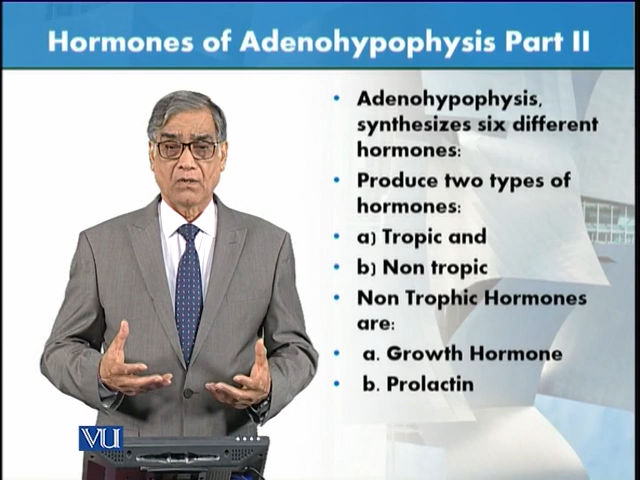 Hormones of Adenohypophysis Part II
• Adenohypophysis,
synthesizes six different
hormones:
• Produce two types of
hormones:
• a) Tropic and
• b) Non tropic
• Non Trophic Hormones
are:
• a. Growth Hormone
• b. Prolactin
VU